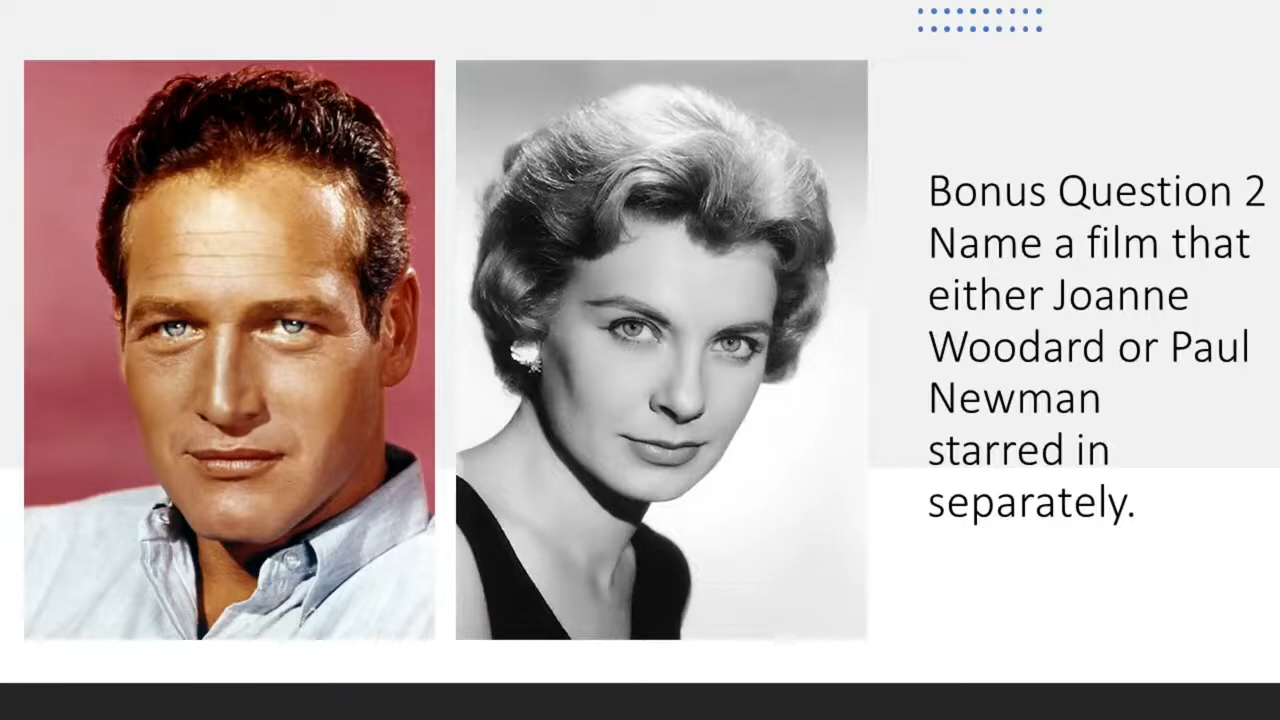 Bonus Question 2
Name a film that
either Joanne
Woodard or Paul
Newman
starred in
separately.